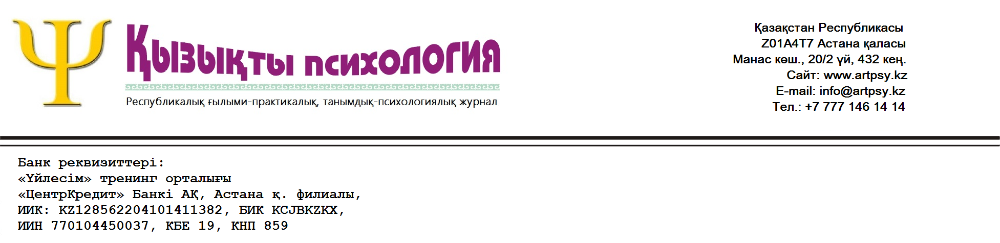 Қызықты психология
Республикалық ғылыми-практикалық, танымдық-психологиялық журнал
Қазақстан Республикасы
Z01A4T7 Астана қаласы
Манас көш., 20/2 үй, 432 кең.
Сайт: www.artpsy.kz
E-mail: info@artpsy.kz
Тел.: +7 777 146 14 14
Банк реквизиттері:
«Үйлесім» тренинг орталығы
«ЦентрКредит» Банкі АҚ, Астана қ. филиалы,
ИИК: KZ128562204101411382, БИК KCJBKZKX,
ИИН 770104450037, КБЕ 19, КНП 859